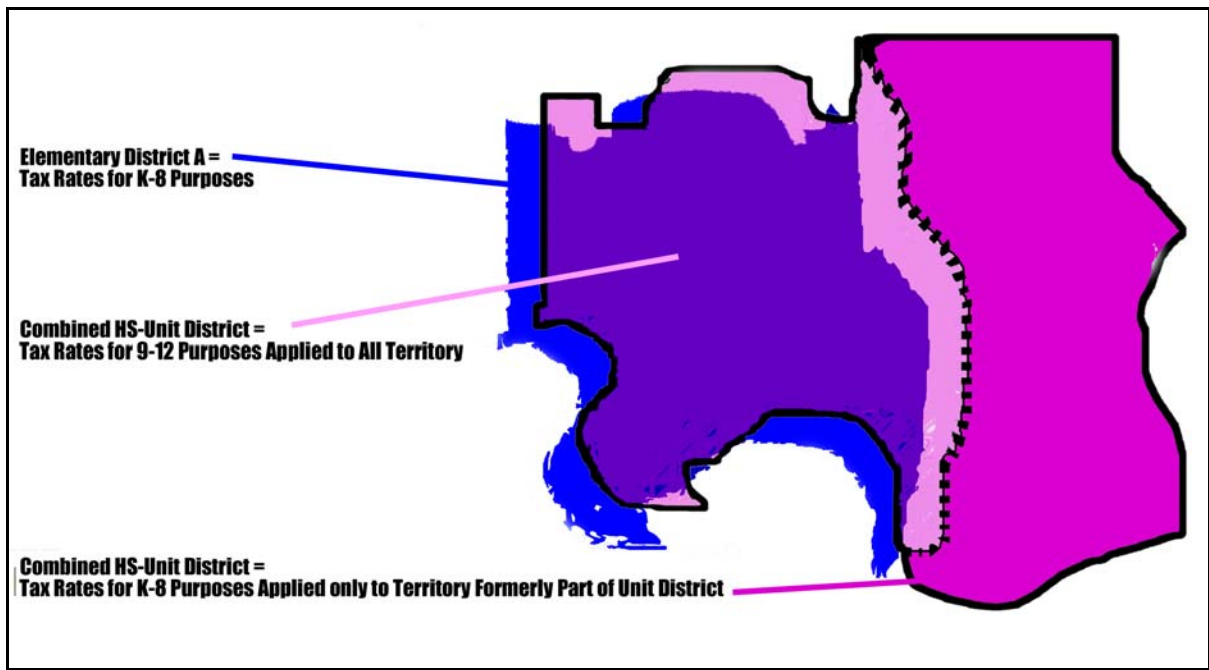 Elementary District A =
Tax Rates for K-8 Purposes
Combined HS-Unit District =
Tax Rates for 9-12 Purposes Applied to All Territory
Combined HS-Unit District =
Tax Rates for K-8 Purposes Applied only to Territory Formerly Part of Unit District